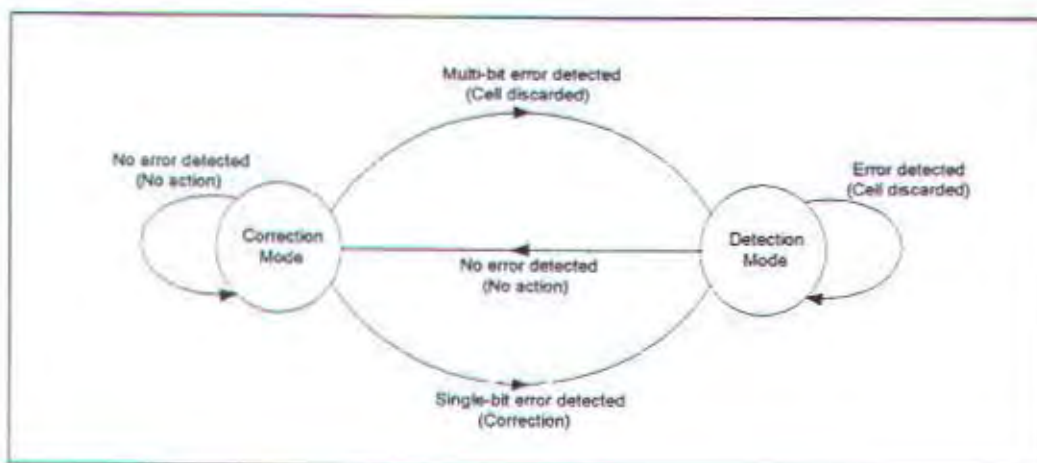 Multi-bit error detected
(Cell discarded)
No error detected
(No action)
Error detected
(Cell discarded)
Correction
Mode
Detection
Mode
No error detected
(No action)
Single-bit error detected
(Correction)